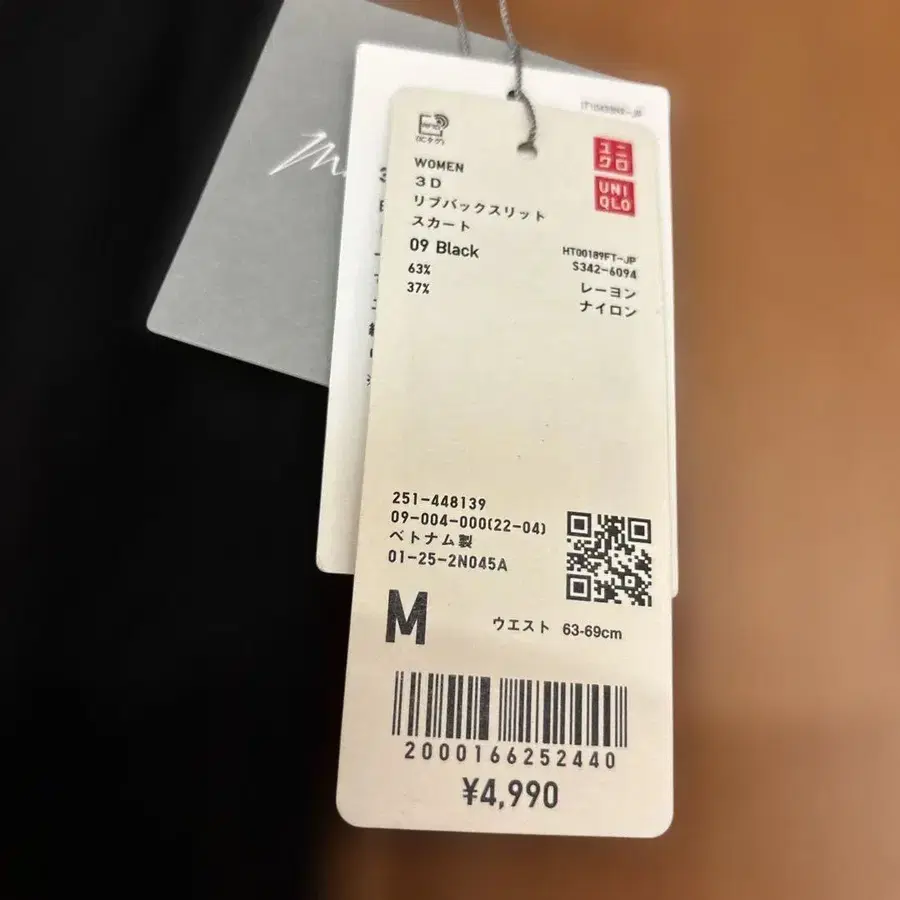 (ICタグ)
ユニ
クロ
UNI
QLO
WOMEN
3D
リブバックスリット
スカート
09 Black
HT00189FT-JP
S342-6094
63% レーヨン
37% ナイロン
251-448139
09-004-000(22-04)
ベトナム製
01-25-2N045A
M ウエスト 63-69cm
2000166252440
¥4,990